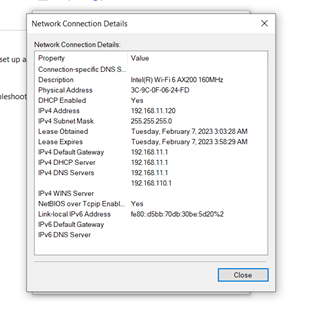 Network Connection Details
Network Connection Details:
Property Value
Connection-specific DNS S...
Description Intel(R) Wi-Fi 6 AX200 160MHz
Physical Address 3C-9C-0F-06-24-FD
DHCP Enabled Yes
IPv4 Address 192.168.11.120
IPv4 Subnet Mask 255.255.255.0
Lease Obtained Tuesday, February 7, 2023 3:03:28 AM
Lease Expires Tuesday, February 7, 2023 3:58:29 AM
IPv4 Default Gateway 192.168.11.1
IPv4 DHCP Server 192.168.11.1
IPv4 DNS Servers 192.168.11.1
192.168.110.1
IPv4 WINS Server
NetBIOS over Tcpip Enabl... Yes
Link-local IPv6 Address fe80::d5bb:70db:30be:5d20%2
IPv6 Default Gateway
IPv6 DNS Server
Close
set up a
bleshoot